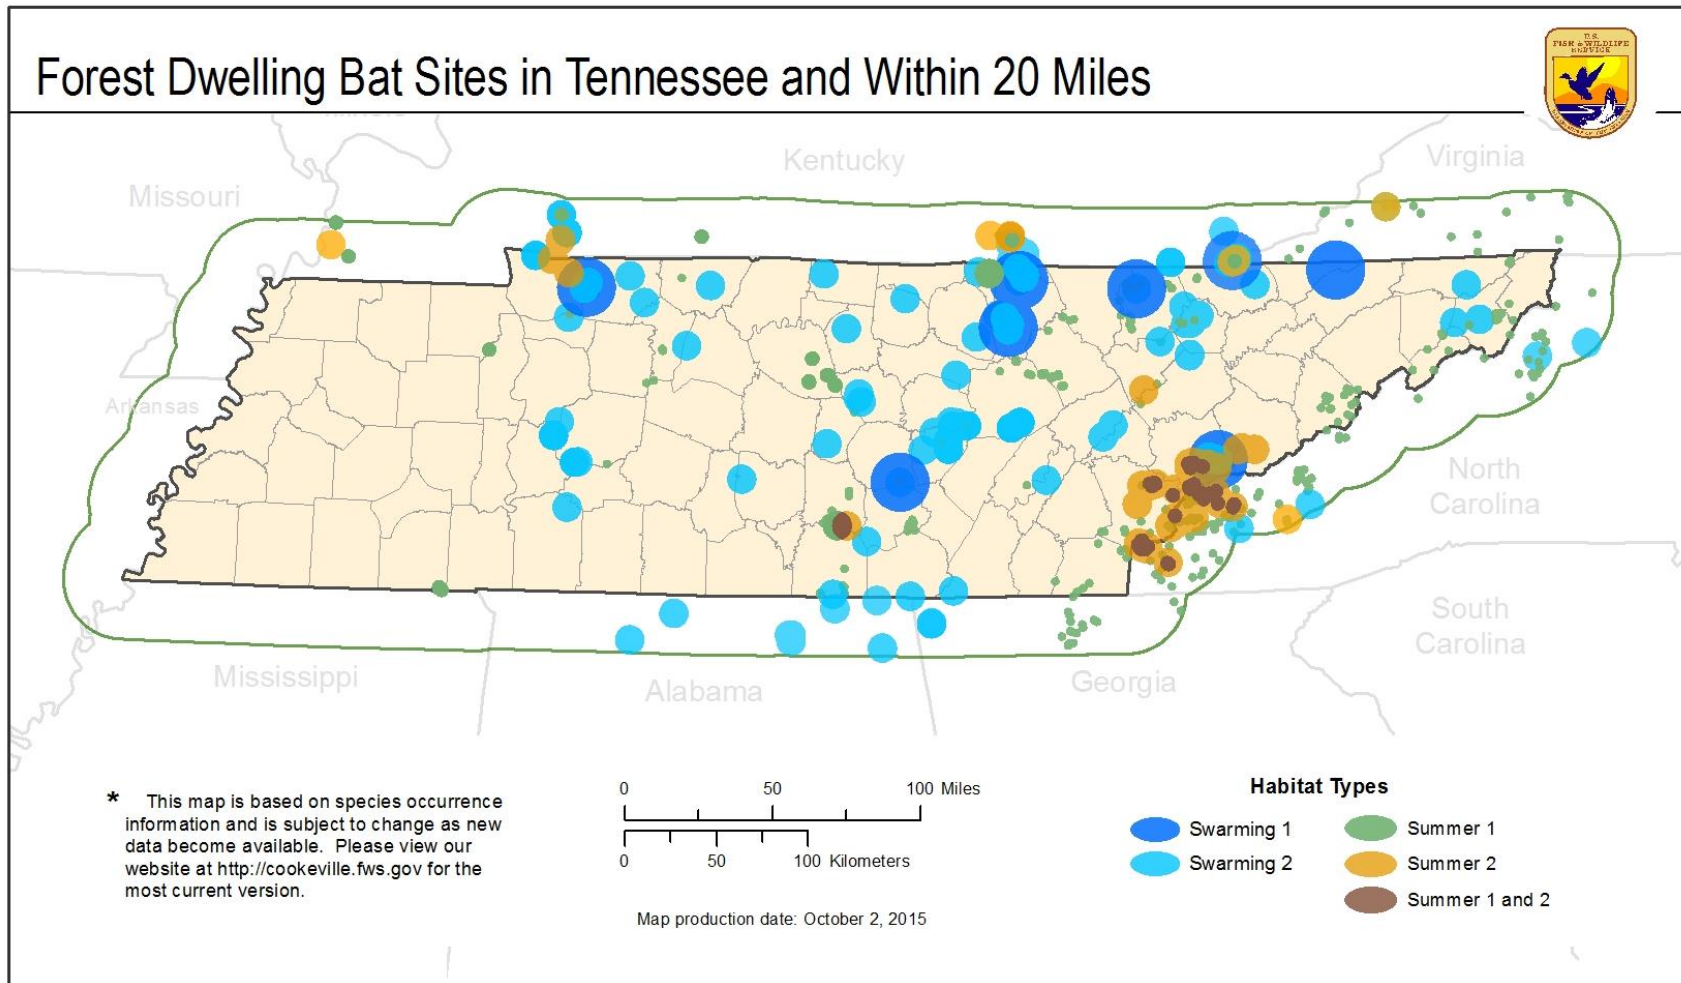 Forest Dwelling Bat Sites in Tennessee and Within 20 Miles
U.S.
FISH & WILDLIFE
SERVICE
Illinois
Kentucky
Virginia
Missouri
Arkansas
North
Carolina
South
Carolina
Mississippi
Alabama
Georgia
* This map is based on species occurrence
information and is subject to change as new
data become available. Please view our
website at http://cookeville.fws.gov for the
most current version.
0 50 100 Miles
0 50 100 Kilometers
Map production date: October 2, 2015
Habitat Types
Swarming 1
Swarming 2
Summer 1
Summer 2
Summer 1 and 2